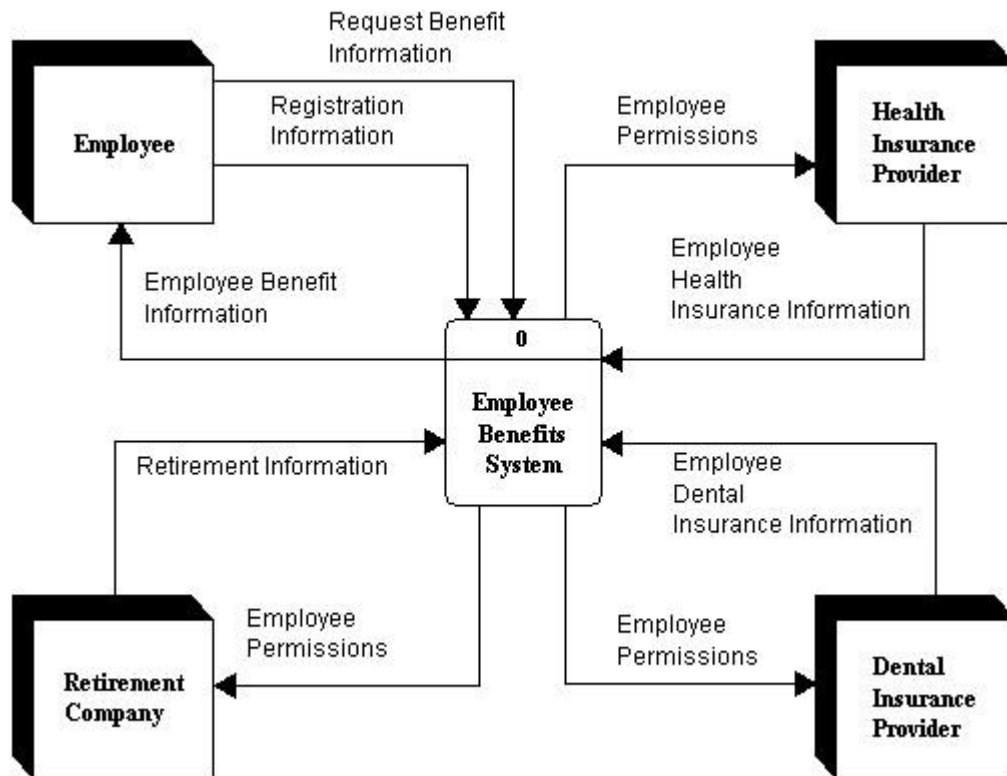 Request Benefit
Information
Registration
Information
Employee
Employee
Permissions
Health
Insurance
Provider
Employee Benefit
Information
Employee
Health
Insurance Information
0
Employee
Benefits
System
Retirement Information
Employee
Dental
Insurance Information
Employee
Permissions
Employee
Permissions
Retirement
Company
Dental
Insurance
Provider